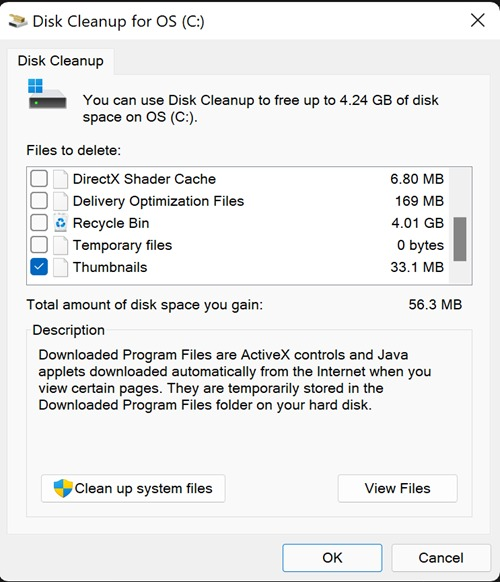 Disk Cleanup for OS (C:)
Disk Cleanup
You can use Disk Cleanup to free up to 4.24 GB of disk
space on OS (C:).
Files to delete:
DirectX Shader Cache 6.80 MB
Delivery Optimization Files 169 MB
Recycle Bin 4.01 GB
Temporary files 0 bytes
Thumbnails 33.1 MB
Total amount of disk space you gain: 56.3 MB
Description
Downloaded Program Files are ActiveX controls and Java
applets downloaded automatically from the Internet when you
view certain pages. They are temporarily stored in the
Downloaded Program Files folder on your hard disk.
Clean up system files View Files
OK Cancel